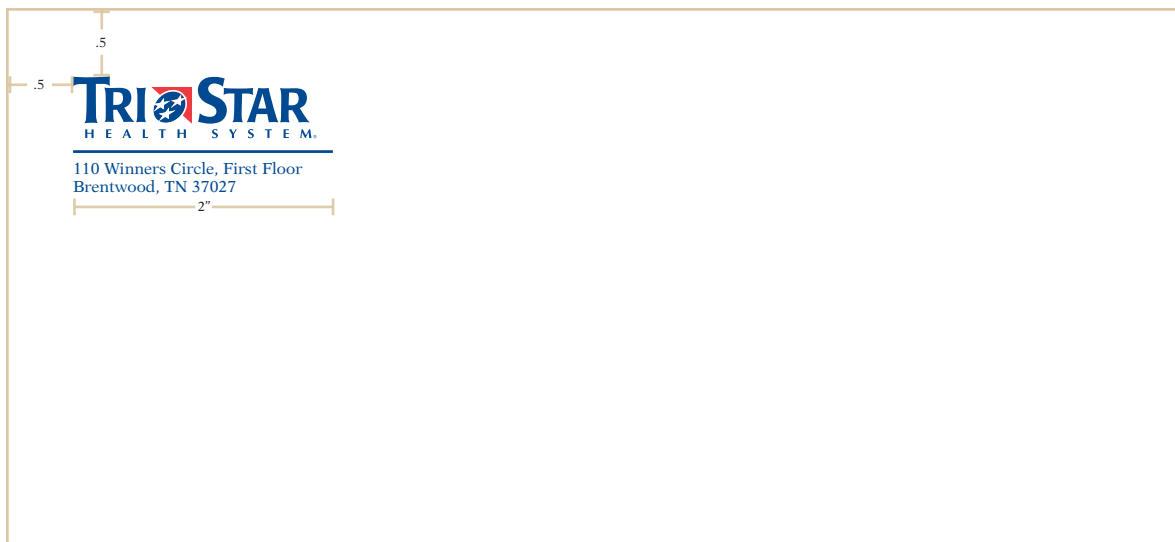 .5
.5
TRI STAR
HEALTH SYSTEM®
110 Winners Circle, First Floor
Brentwood, TN 37027
2”